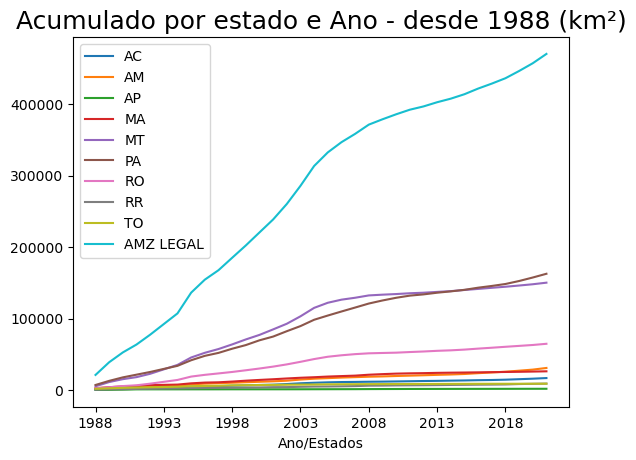 Acumulado por estado e Ano - desde 1988 (km²)
AC
AM
AP
MA
MT
PA
RO
RR
TO
AMZ LEGAL
400000
300000
200000
100000
0
1988 1993 1998 2003 2008 2013 2018
Ano/Estados